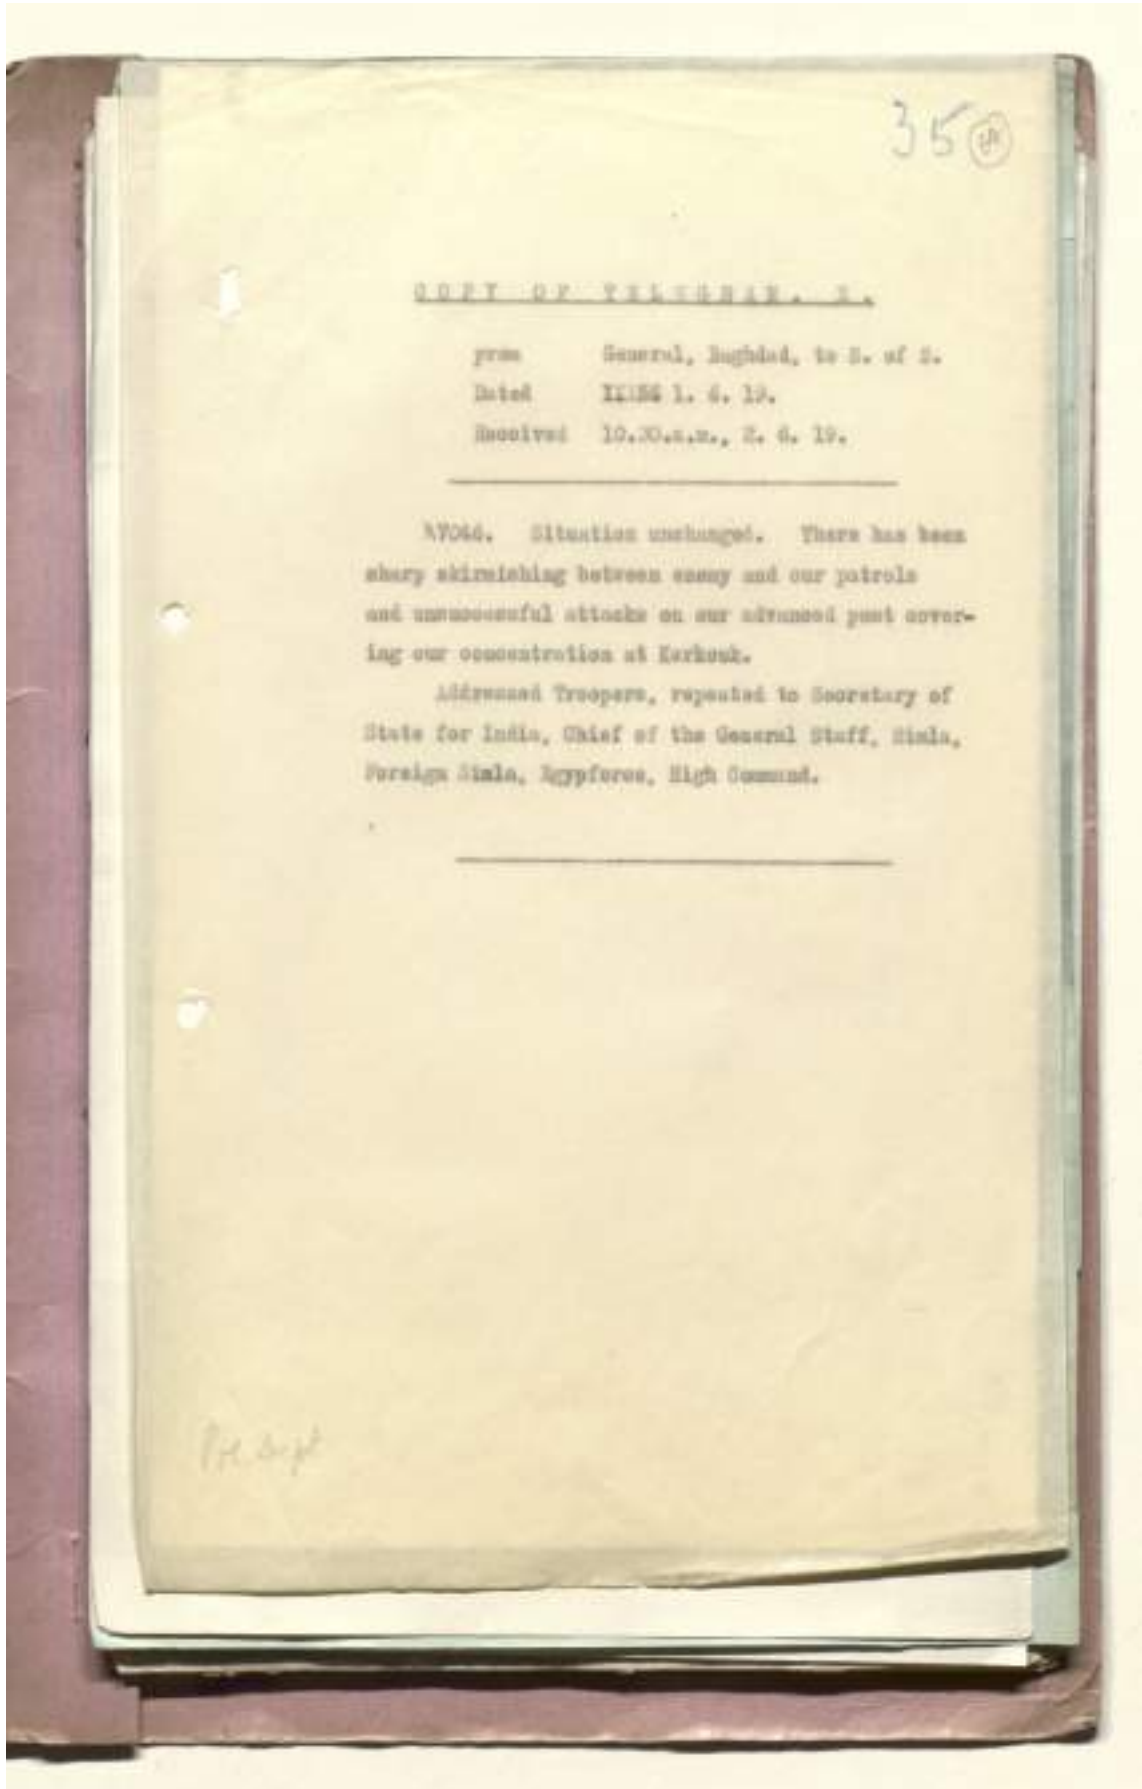 35
COPY OF TELEGRAM. X.
From General, Baghdad, to S. of S.
Dated 1. 6. 19.
Received 10.30.a.m., 2. 6. 19.
X7066. Situation unchanged. There has been
sharp skirmishing between enemy and our patrols
and unsuccessful attacks on our advanced post cover-
ing our concentration at Kerkouk.
Addressed Troopers, repeated to Secretary of
State for India, Chief of the General Staff, Simla,
Foreign Simla, Egypforce, High Command.